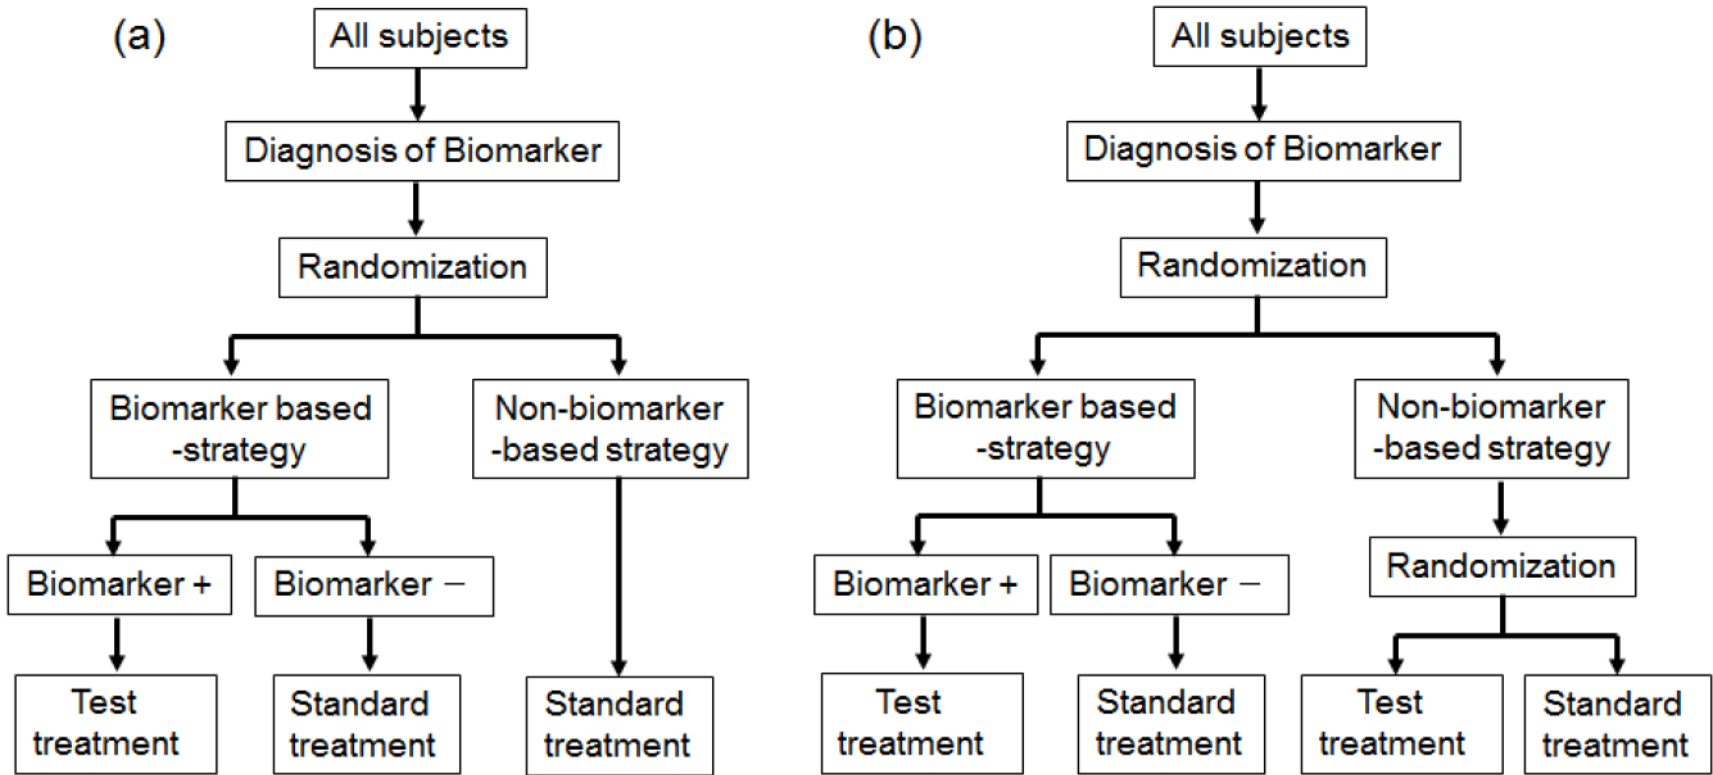 (a)
All subjects
Diagnosis of Biomarker
Randomization
Biomarker based
-strategy
Non-biomarker
-based strategy
Biomarker +
Biomarker −
Test
treatment
Standard
treatment
Standard
treatment
(b)
All subjects
Diagnosis of Biomarker
Randomization
Biomarker based
-strategy
Non-biomarker
-based strategy
Biomarker +
Biomarker −
Randomization
Test
treatment
Standard
treatment
Test
treatment
Standard
treatment